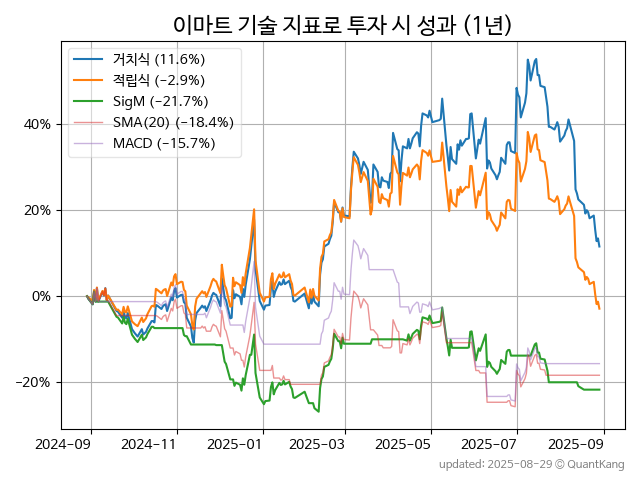 이마트 기술 지표로 투자 시 성과 (1년)
거치식 (11.6%)
적립식 (−2.9%)
SigM (−21.7%)
SMA(20) (−18.4%)
MACD (−15.7%)
40%
20%
0%
−20%
2024-09 2024-11 2025-01 2025-03 2025-05 2025-07 2025-09
updated: 2025-08-29 © QuantKang